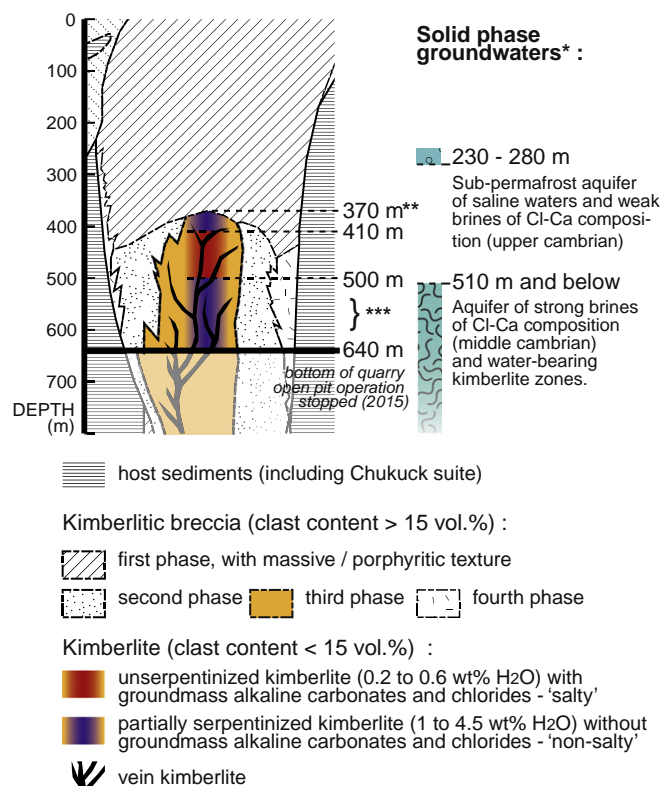 0
100
200
300
400
500
600
700
DEPTH
(m)
370 m**
410 m
500 m
} ***
640 m
bottom of quarry
open pit operation
stopped (2015)
Solid phase
groundwaters* :
230 - 280 m
Sub-permafrost aquifer
of saline waters and weak
brines of Cl-Ca composi-
tion (upper cambrian)
510 m and below
Aquifer of strong brines
of Cl-Ca composition
(middle cambrian)
and water-bearing
kimberlite zones.
host sediments (including Chukuck suite)
Kimberlitic breccia (clast content > 15 vol.%) :
first phase, with massive / porphyritic texture
second phase third phase fourth phase
Kimberlite (clast content < 15 vol.%) :
unserpentinized kimberlite (0.2 to 0.6 wt% H2O) with
groundmass alkaline carbonates and chlorides - 'salty'
partially serpentinized kimberlite (1 to 4.5 wt% H2O) without
groundmass alkaline carbonates and chlorides - 'non-salty'
vein kimberlite